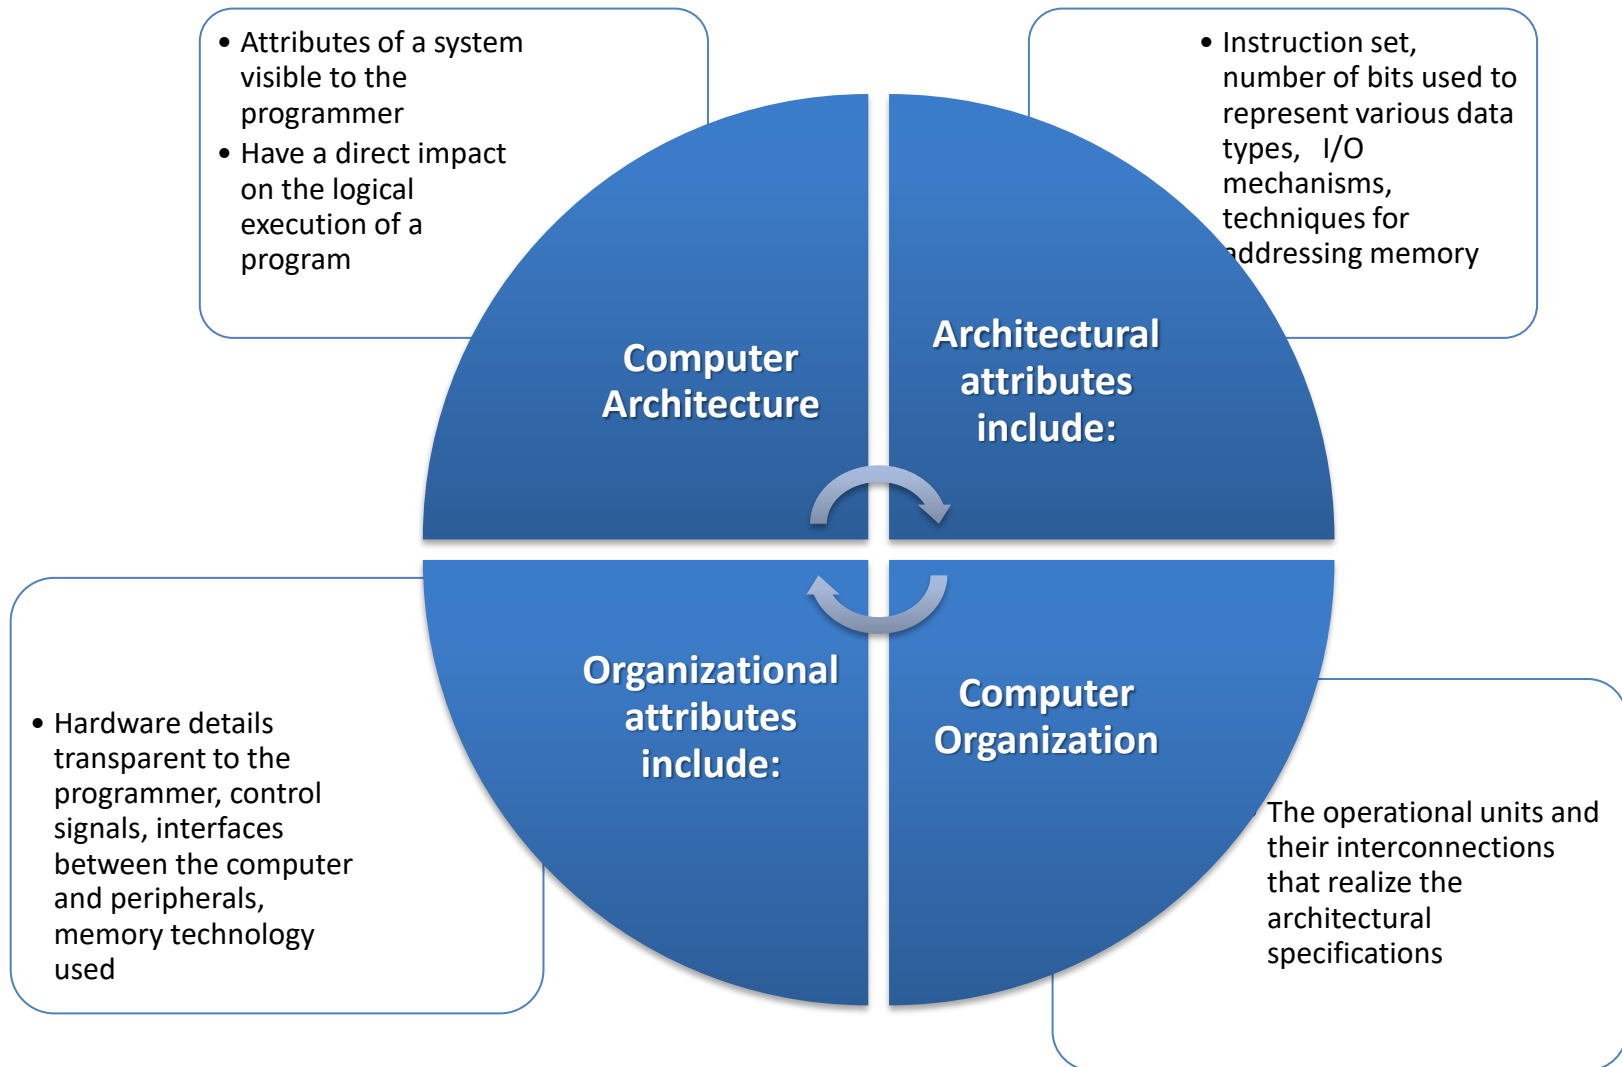 • Attributes of a system
visible to the
programmer
• Have a direct impact
on the logical
execution of a
program
• Instruction set,
number of bits used to
represent various data
types, I/O
mechanisms,
techniques for
addressing memory
Computer
Architecture
Architectural
attributes
include:
Organizational
attributes
include:
Computer
Organization
• Hardware details
transparent to the
programmer, control
signals, interfaces
between the computer
and peripherals,
memory technology
used
• The operational units and
their interconnections
that realize the
architectural
specifications